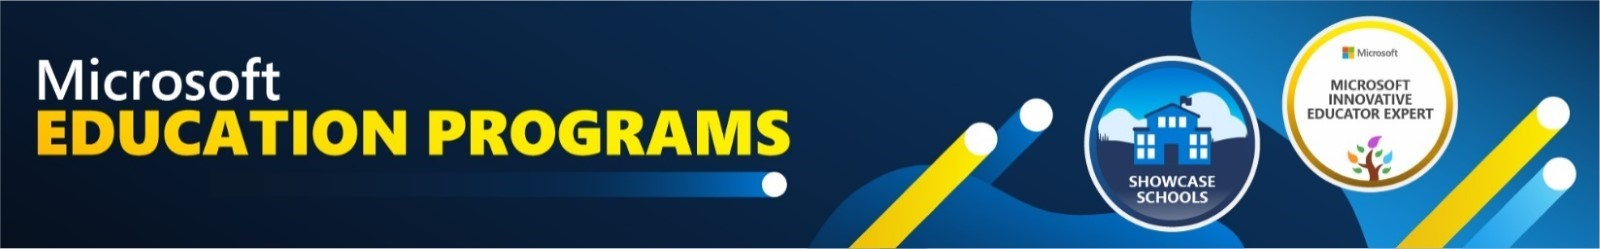 Microsoft
EDUCATION PROGRAMS
SHOWCASE
SCHOOLS
Microsoft
MICROSOFT
INNOVATIVE
EDUCATOR EXPERT